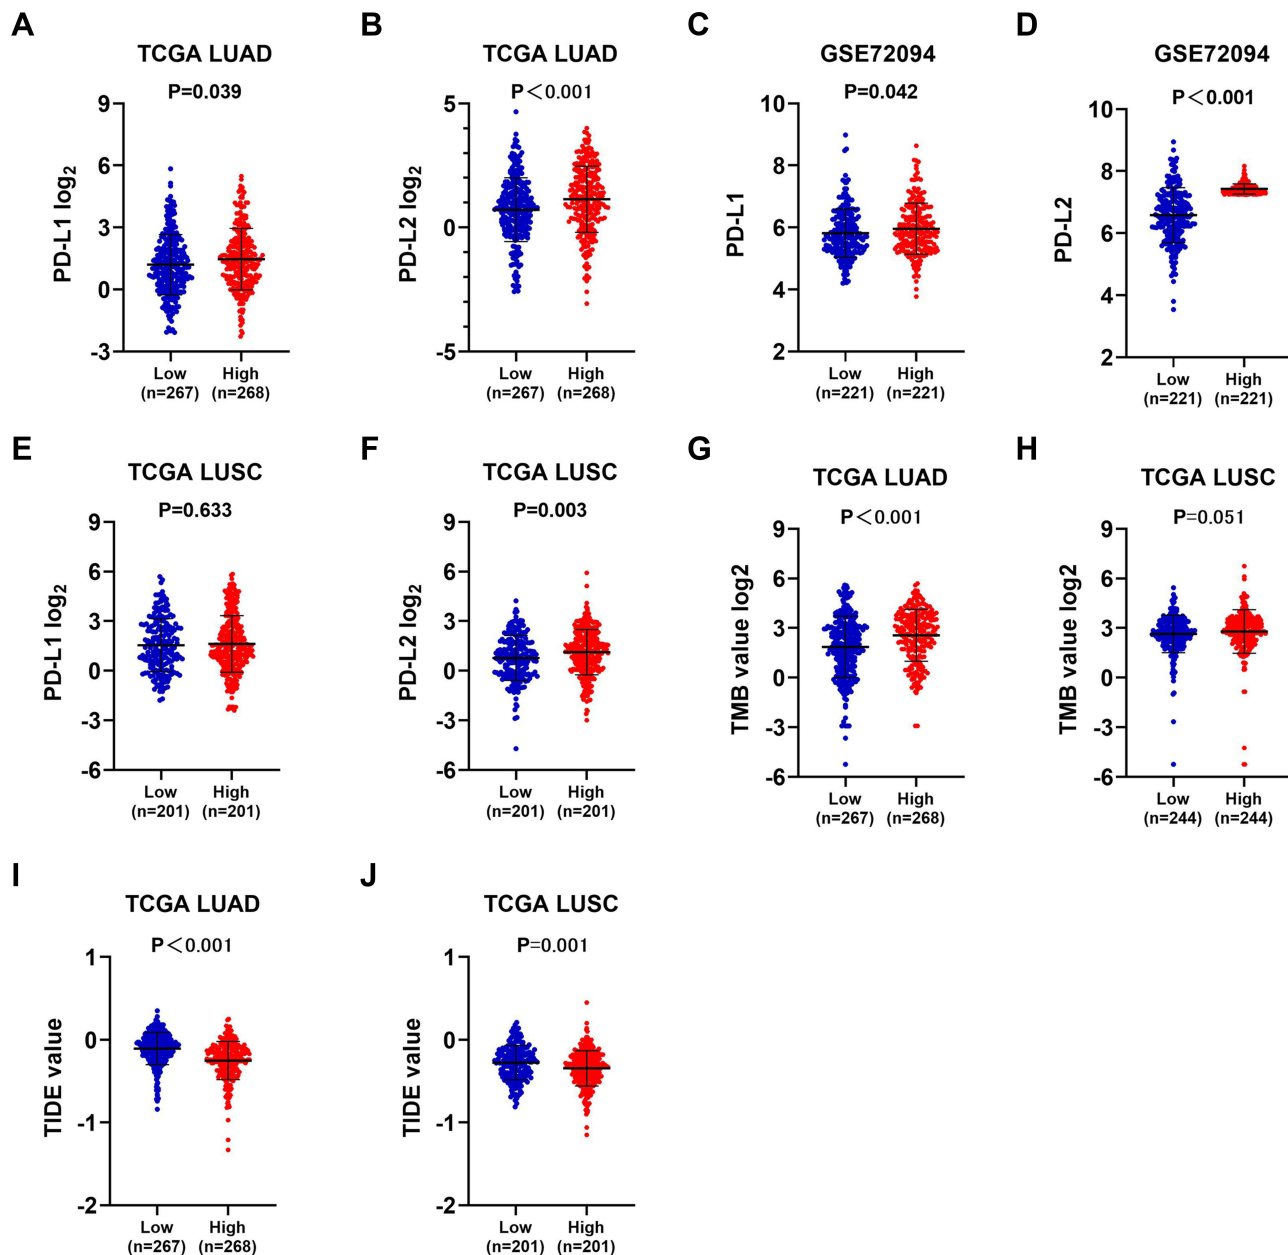 A
TCGA LUAD
P=0.039
PD-L1 log2
9
6
3
0
-3
Low
(n=267)
High
(n=268)
B
TCGA LUAD
P<0.001
PD-L2 log2
5
0
-5
Low
(n=267)
High
(n=268)
C
GSE72094
P=0.042
PD-L1
10
8
6
4
2
Low
(n=221)
High
(n=221)
D
GSE72094
P<0.001
PD-L2
10
8
6
4
2
Low
(n=221)
High
(n=221)
E
TCGA LUSC
P=0.633
PD-L1 log2
9
6
3
0
-3
-6
Low
(n=201)
High
(n=201)
F
TCGA LUSC
P=0.003
PD-L2 log2
9
6
3
0
-3
-6
Low
(n=201)
High
(n=201)
G
TCGA LUAD
P<0.001
TMB value log2
9
6
3
0
-3
-6
Low
(n=267)
High
(n=268)
H
TCGA LUSC
P=0.051
TMB value log2
9
6
3
0
-3
-6
Low
(n=244)
High
(n=244)
I
TCGA LUAD
P<0.001
TIDE value
1
0
-1
-2
Low
(n=267)
High
(n=268)
J
TCGA LUSC
P=0.001
TIDE value
1
0
-1
-2
Low
(n=201)
High
(n=201)